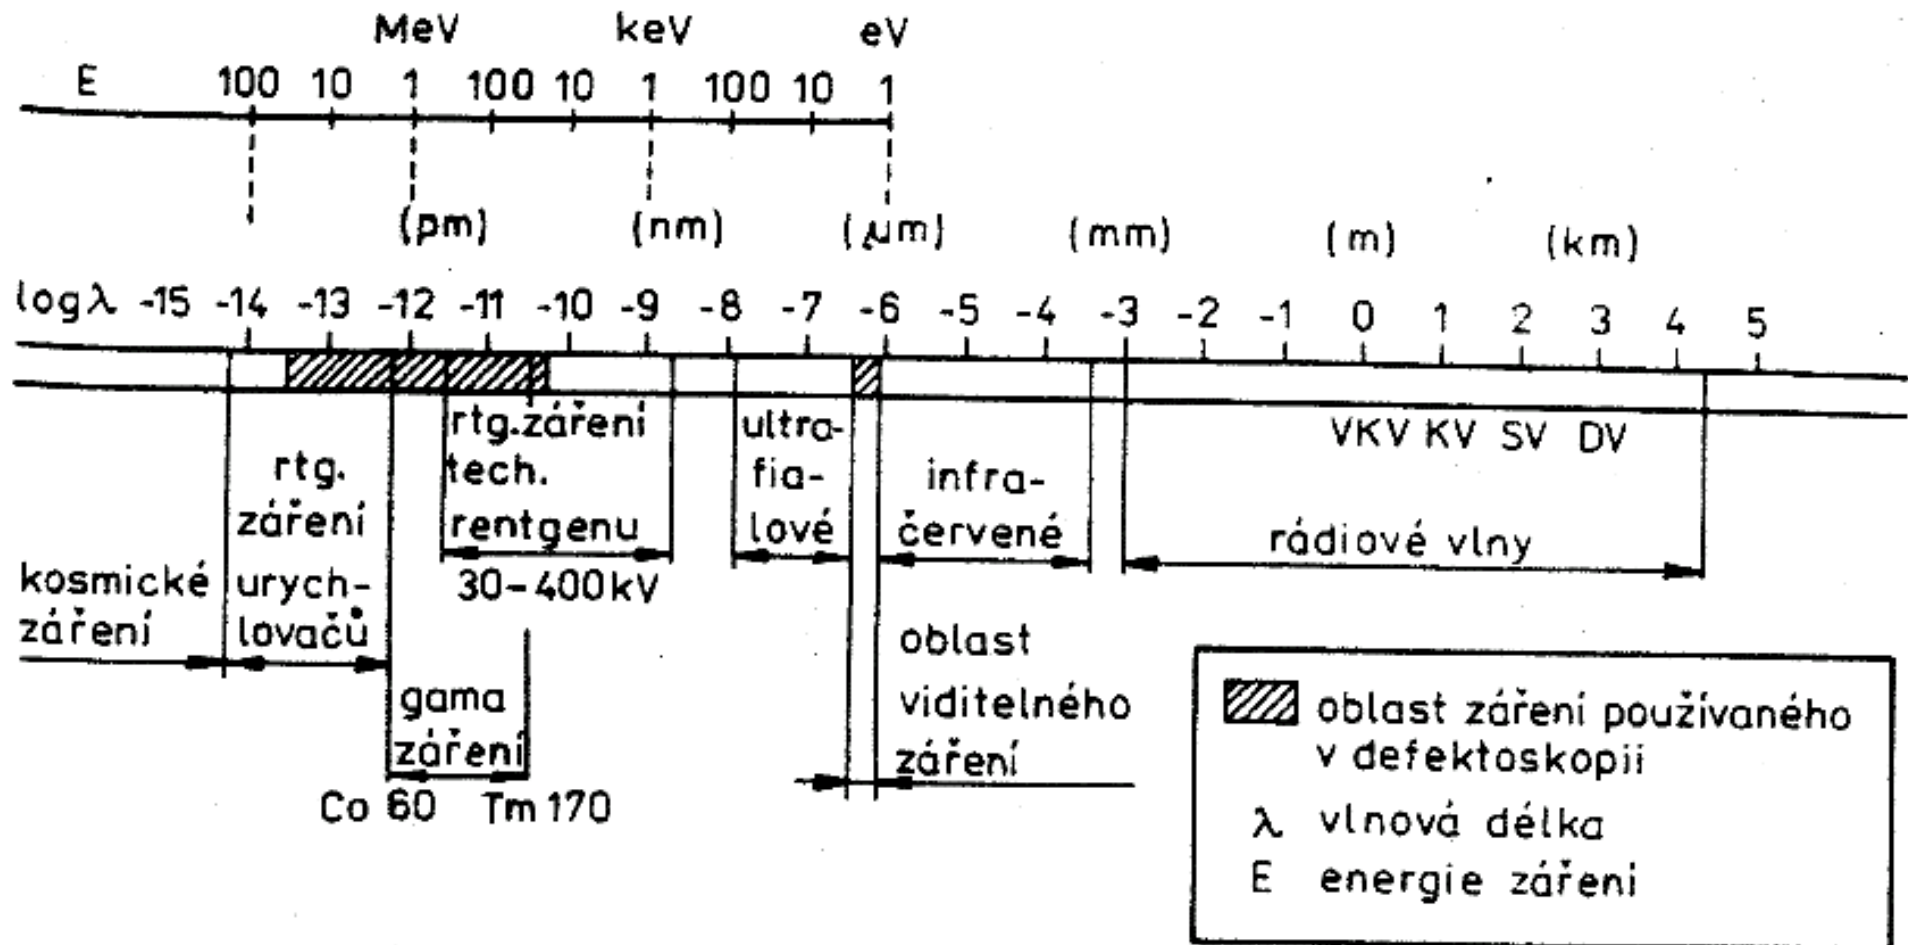 MeV keV eV
E 100 10 1 100 10 1 100 10 1
(pm) (nm) (μm) (mm) (m) (km)
log λ -15 -14 -13 -12 -11 -10 -9 -8 -7 -6 -5 -4 -3 -2 -1 0 1 2 3 4 5
kosmické
záření
rtg.
záření
urych-
lovačů
gama
záření
Co 60 Tm 170
rtg.záření
tech.
rentgenu
30-400kV
ultra-
fia-
lové
infra-
červené
oblast
viditelného
záření
VKV KV SV DV
rádiové vlny
oblast záření používaného
v defektoskopii
λ vlnová délka
E energie záření